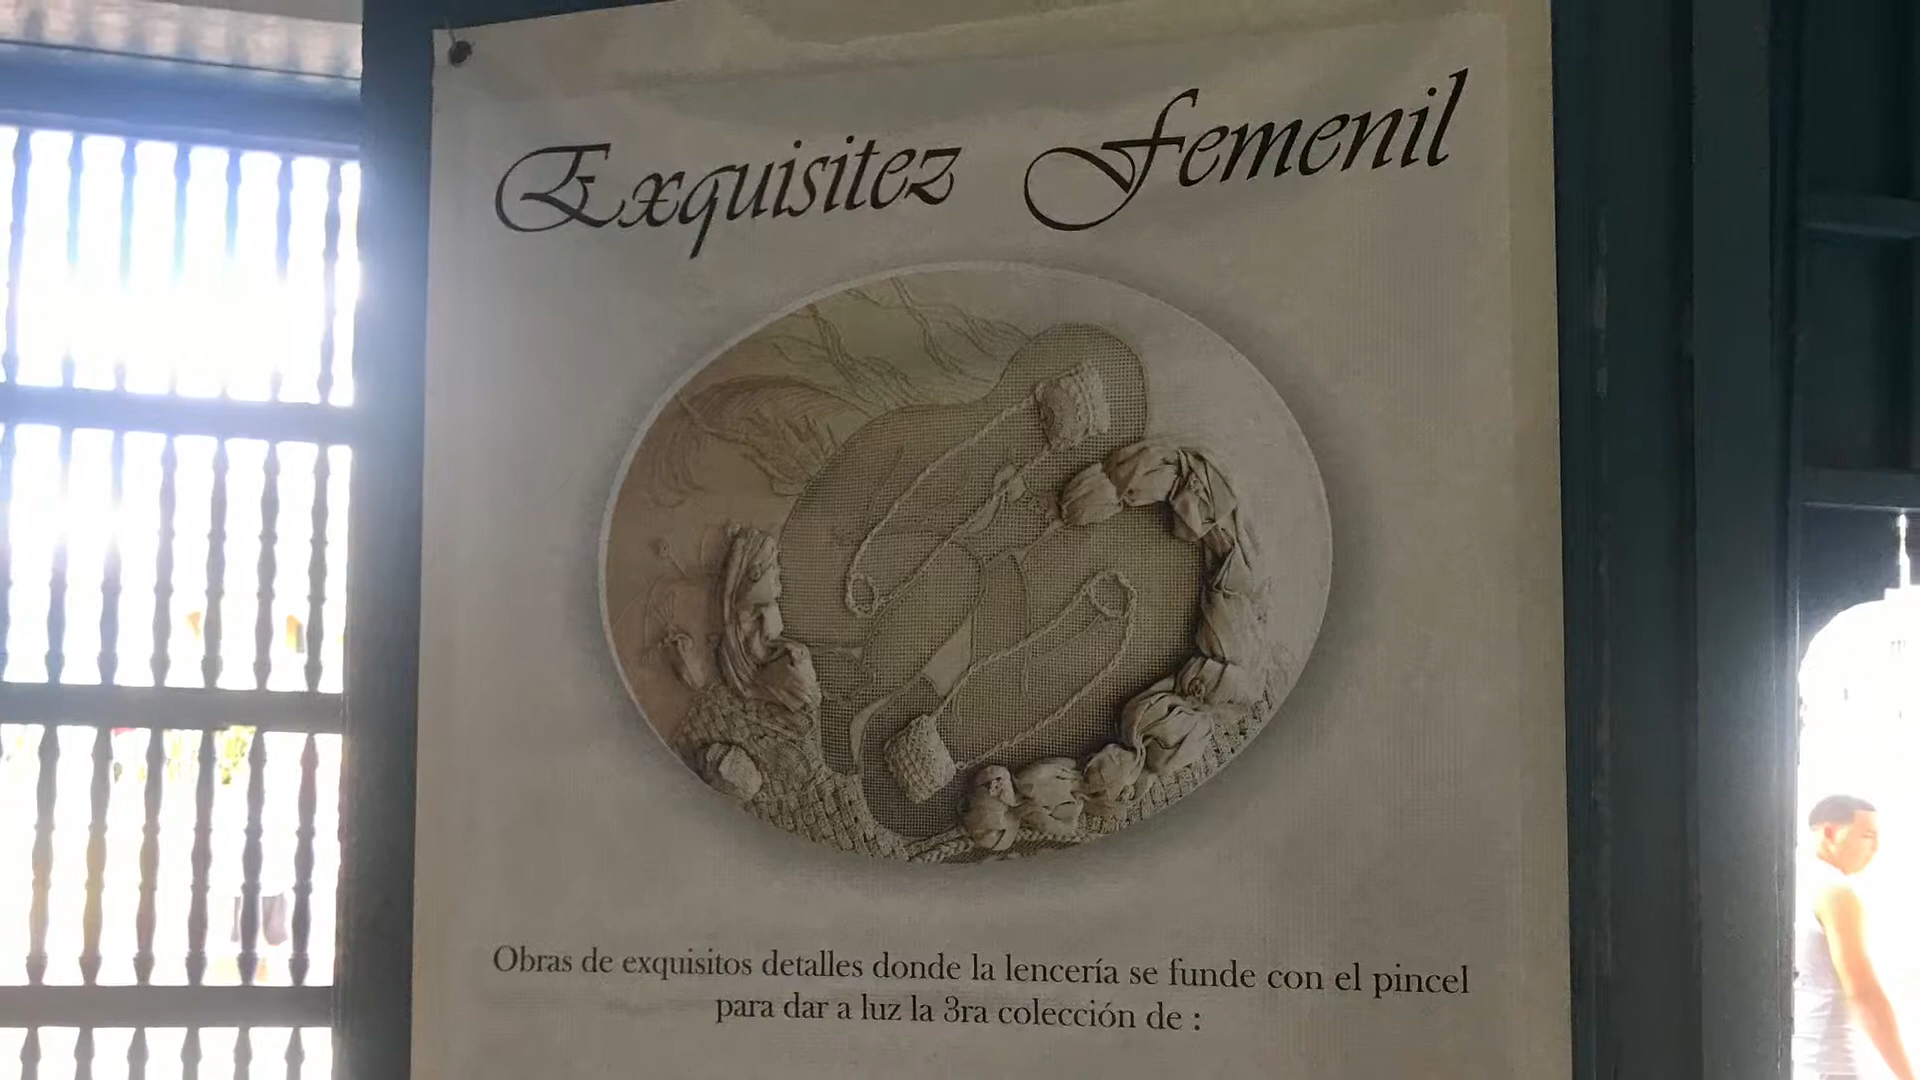 Exquisitez Femenil
Obras de exquisitos detalles donde la lencería se funde con el pincel
para dar a luz la 3ra colección de :